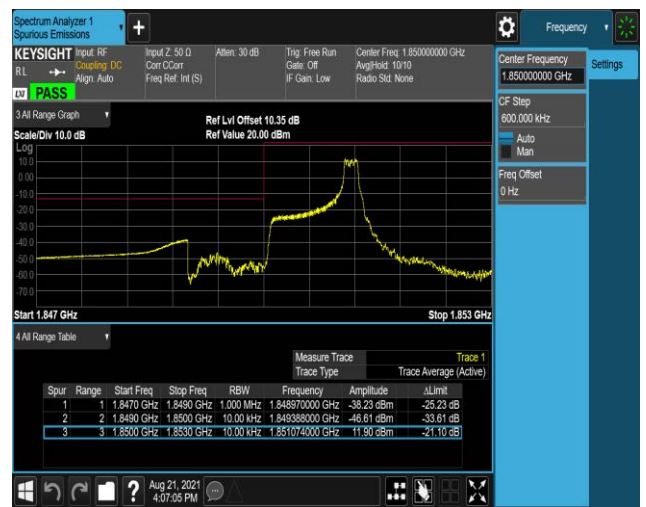 Spectrum Analyzer 1
Spurious Emissions
+
Frequency
KEYSIGHT Input: RF Input Z: 50 Ω Atten: 30 dB Trig: Free Run Center Freq: 1.850000000 GHz
RL Coupling: DC Corr CCorr Gate: Off Avg|Hold: 10/10
Align: Auto Freq Ref: Int (S) IF Gain: Low Radio Std: None
LXI PASS
Center Frequency
1.850000000 GHz
Settings
CF Step
600.000 kHz
Auto
Man
Freq Offset
0 Hz
3 All Range Graph
Ref Lvl Offset 10.35 dB
Scale/Div 10.0 dB Ref Value 20.00 dBm
Log
10.0
0.00
-10.0
-20.0
-30.0
-40.0
-50.0
-60.0
-70.0
Start 1.847 GHz Stop 1.853 GHz
4 All Range Table
Measure Trace Trace 1
Trace Type Trace Average (Active)
Spur Range Start Freq Stop Freq RBW Frequency Amplitude ΔLimit
1 1 1.8470 GHz 1.8490 GHz 1.000 MHz 1.848970000 GHz -38.23 dBm -25.23 dB
2 2 1.8490 GHz 1.8500 GHz 10.00 kHz 1.849388000 GHz -46.61 dBm -33.61 dB
3 3 1.8500 GHz 1.8530 GHz 10.00 kHz 1.851074000 GHz 11.90 dBm -21.10 dB
? Aug 21, 2021
4:07:05 PM